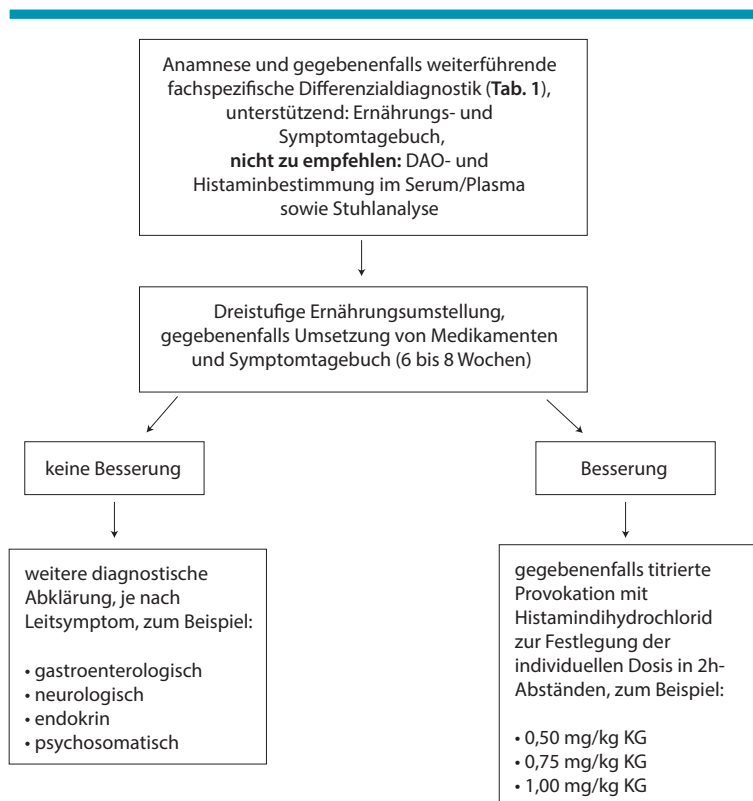 Anamnese und gegebenenfalls weiterführende
fachspezifische Differenzialdiagnostik (Tab. 1),
unterstützend: Ernährungs- und
Symptomtagebuch,
nicht zu empfehlen: DAO- und
Histaminbestimmung im Serum/Plasma
sowie Stuhlanalyse
Dreistufige Ernährungsumstellung,
gegebenenfalls Umsetzung von Medikamenten
und Symptomtagebuch (6 bis 8 Wochen)
keine Besserung
Besserung
weitere diagnostische
Abklärung, je nach
Leitsymptom, zum Beispiel:
• gastroenterologisch
• neurologisch
• endokrin
• psychosomatisch
gegebenenfalls titrierte
Provokation mit
Histamindihydrochlorid
zur Festlegung der
individuellen Dosis in 2h-
Abständen, zum Beispiel:
• 0,50 mg/kg KG
• 0,75 mg/kg KG
• 1,00 mg/kg KG